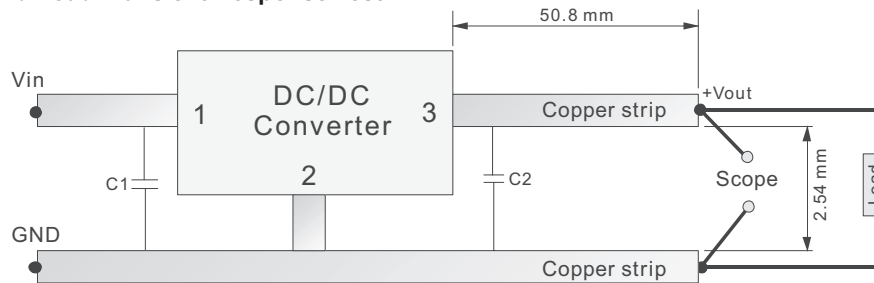 50.8 mm
Vin
+Vout
DC/DC
Converter
1
3
Copper strip
2
C1
C2
Scope
2.54 mm
GND
Copper strip